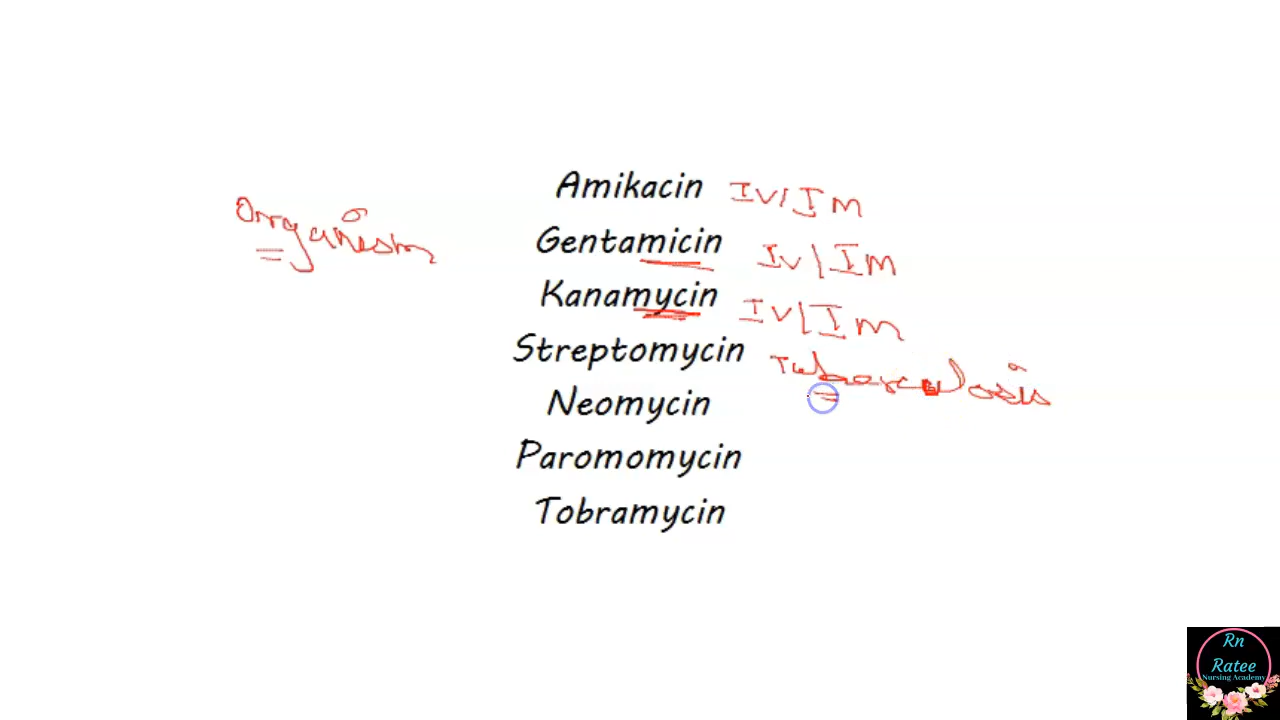 Amikacin IV/IM
Organism
Gentamicin IV/IM
Kanamycin IV/IM
Streptomycin Tuberculosis
Neomycin
Paromomycin
Tobramycin
Rn
Ratee
Nursing Academy